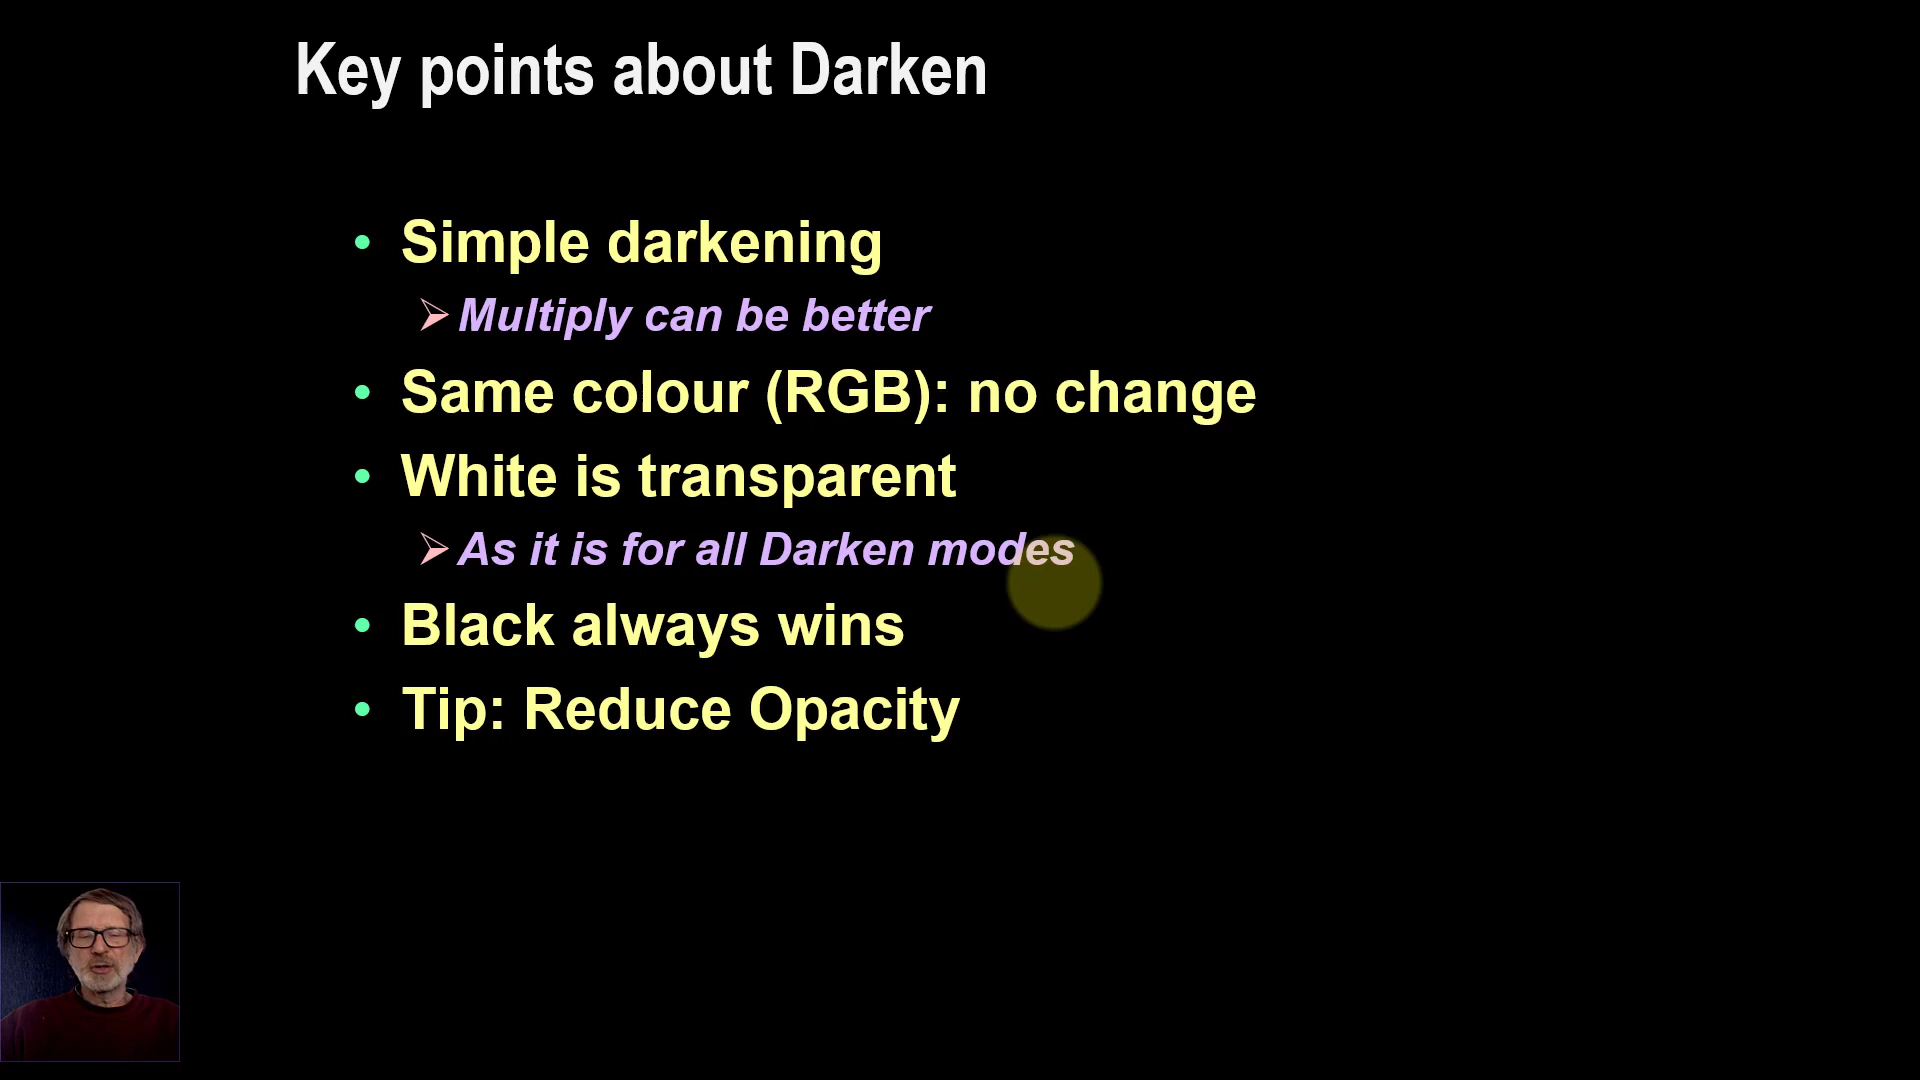 Key points about Darken
• Simple darkening
➢ Multiply can be better
• Same colour (RGB): no change
• White is transparent
➢ As it is for all Darken modes
• Black always wins
• Tip: Reduce Opacity